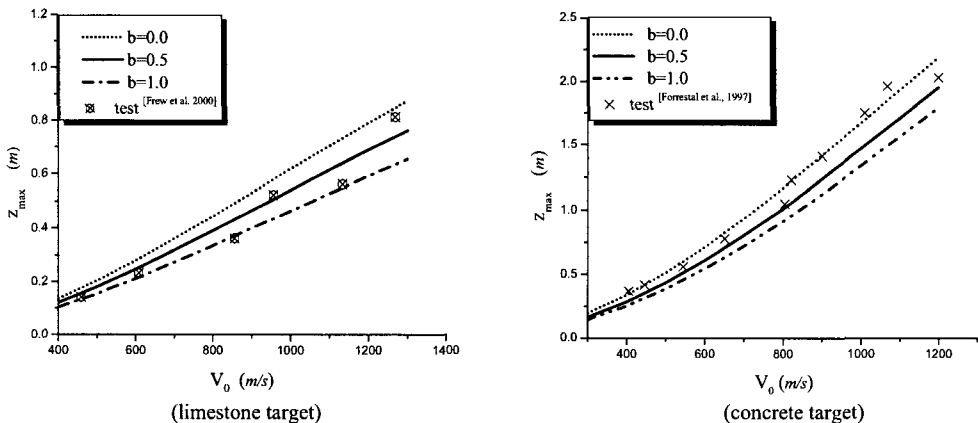 1.2
1.0
0.8
0.6
0.4
0.2
0.0
z_max (m)
b=0.0
b=0.5
b=1.0
test [Frew et al. 2000]
400 600 800 1000 1200 1400
V_0 (m/s)
(limestone target)
2.5
2.0
1.5
1.0
0.5
0.0
z_max (m)
b=0.0
b=0.5
b=1.0
test [Forrestal et al., 1997]
400 600 800 1000 1200
V_0 (m/s)
(concrete target)